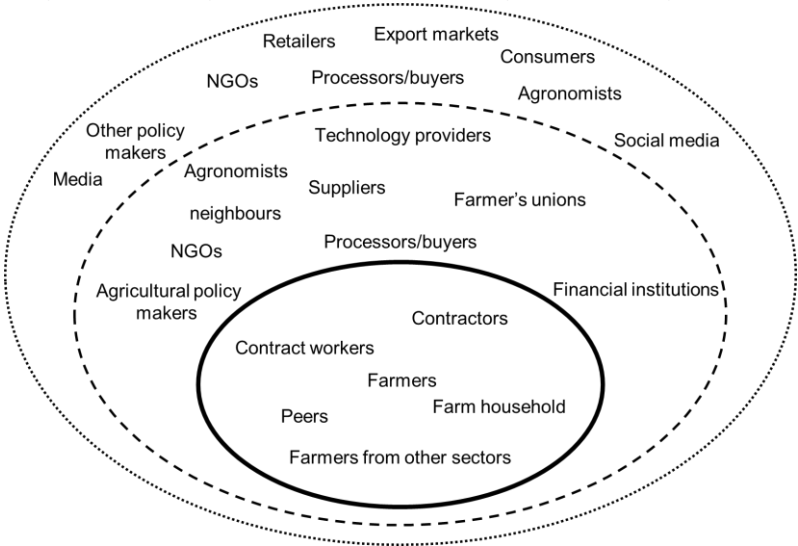 Export markets
Retailers
Consumers
NGOs
Processors/buyers
Agronomists
Other policy
makers
Technology providers
Social media
Media
Agronomists
Suppliers
Farmer's unions
neighbours
NGOs
Processors/buyers
Agricultural policy
makers
Financial institutions
Contractors
Contract workers
Farmers
Farm household
Peers
Farmers from other sectors